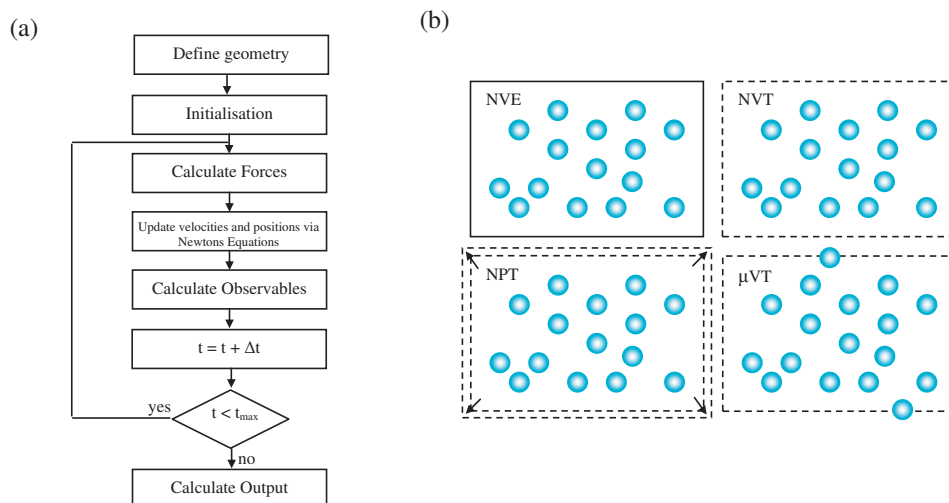 (a)
Define geometry
Initialisation
Calculate Forces
Update velocities and positions via
Newtons Equations
Calculate Observables
t = t + Δt
yes
t < tmax
no
Calculate Output
(b)
NVE
NVT
NPT
μVT